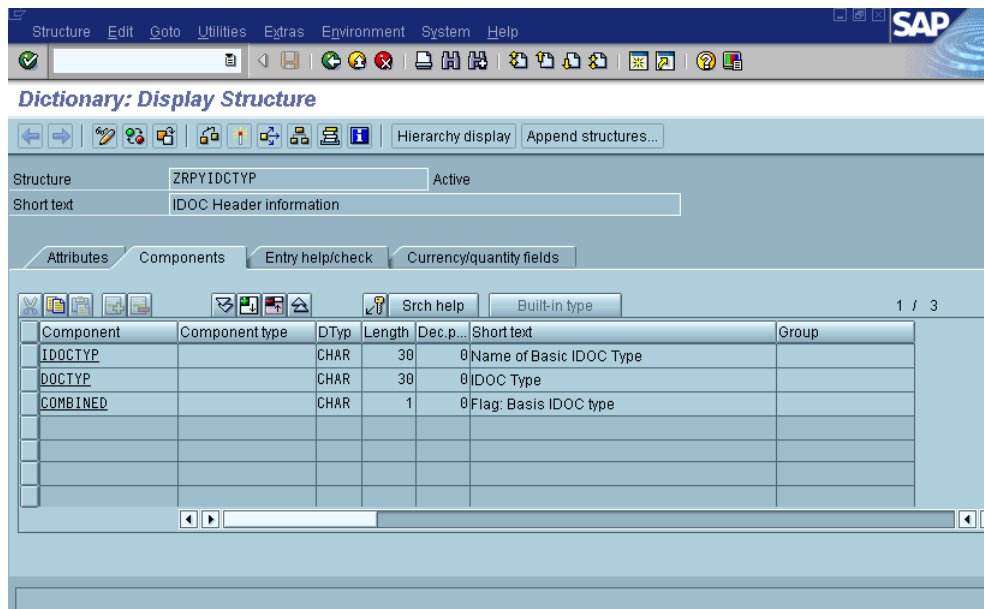 Structure Edit Goto Utilities Extras Environment System Help
SAP
Dictionary: Display Structure
Hierarchy display Append structures...
Structure ZRPYIDCTYP Active
Short text IDOC Header information
Attributes Components Entry help/check Currency/quantity fields
Srch help Built-in type 1 / 3
Component Component type DTyp Length Dec.p... Short text Group
IDOCTYP CHAR 30 0 Name of Basic IDOC Type
DOCTYP CHAR 30 0 IDOC Type
COMBINED CHAR 1 0 Flag: Basis IDOC type